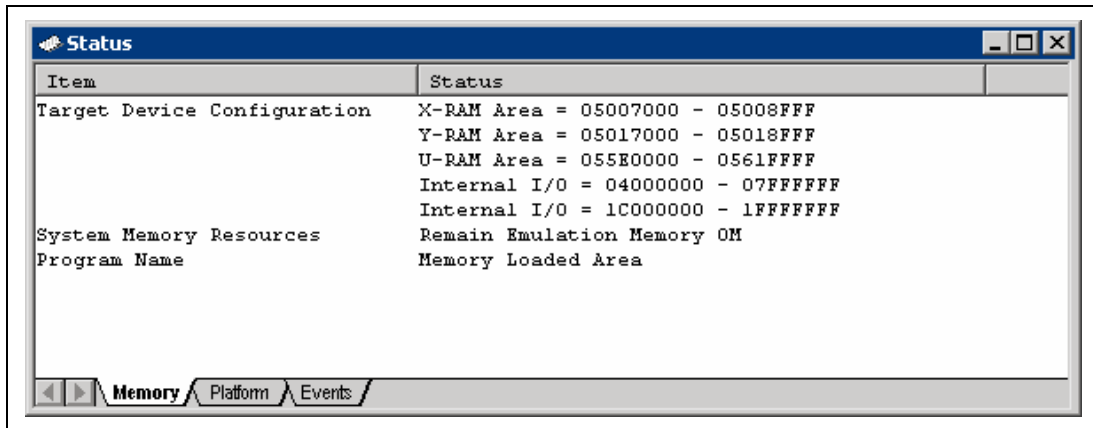 Status
Item Status
Target Device Configuration X-RAM Area = 05007000 - 05008FFF
Y-RAM Area = 05017000 - 05018FFF
U-RAM Area = 055E0000 - 0561FFFF
Internal I/O = 04000000 - 07FFFFFF
Internal I/O = 1C000000 - 1FFFFFFF
System Memory Resources Remain Emulation Memory 0M
Program Name Memory Loaded Area
Memory Platform Events